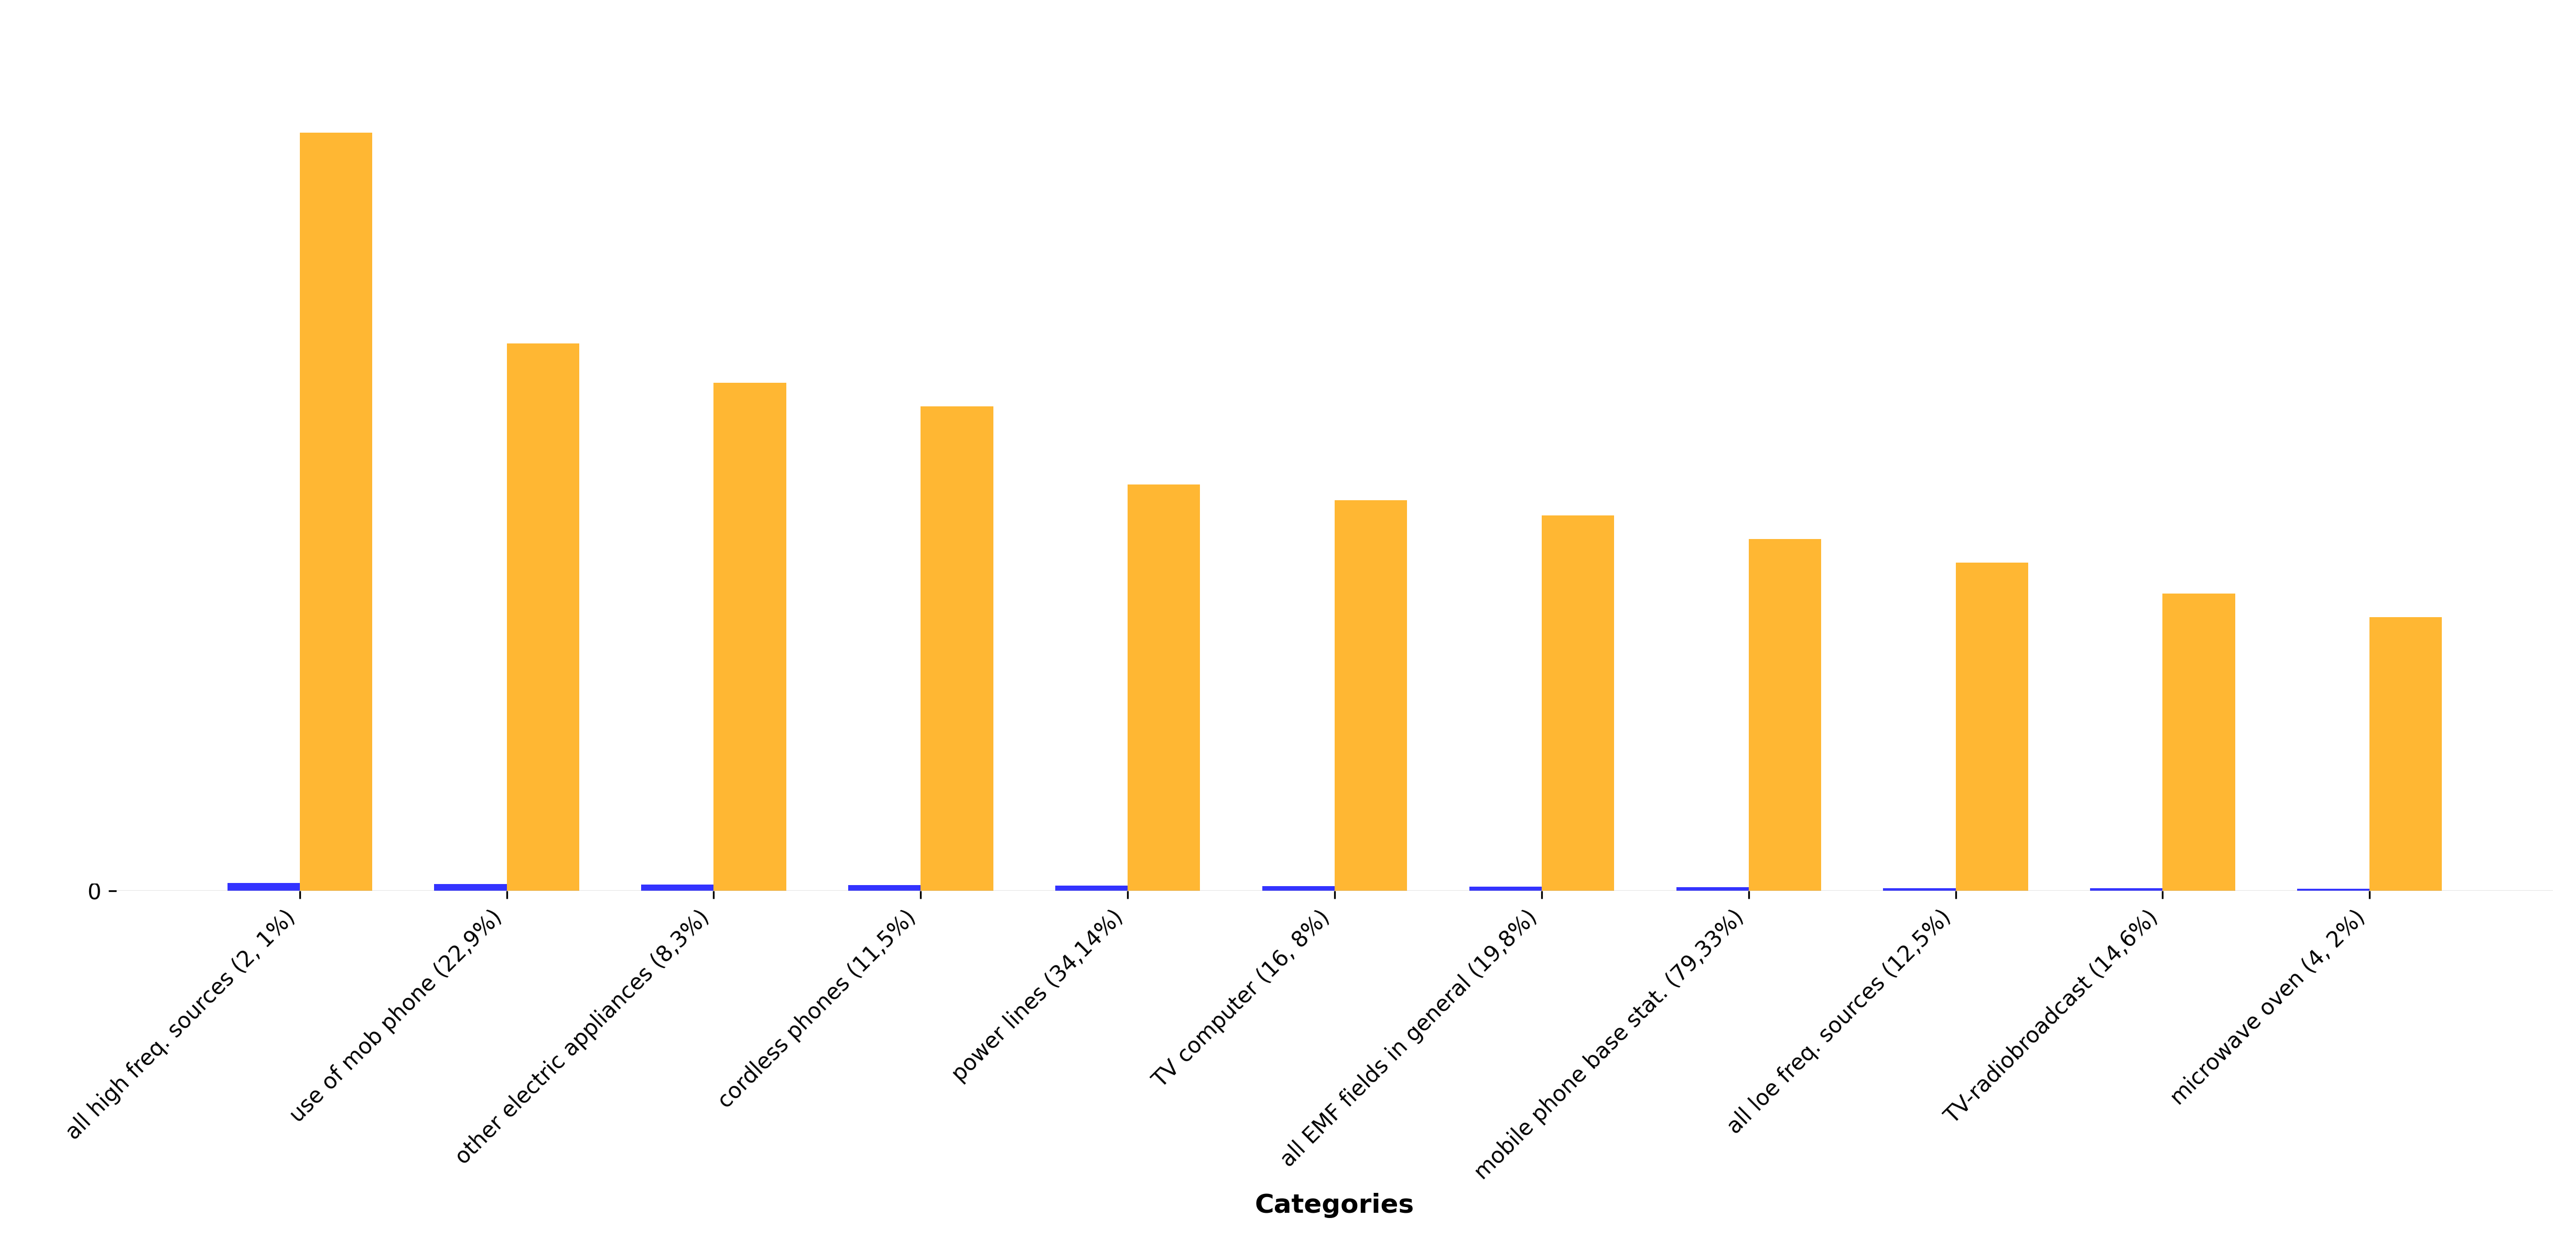 0
all high freq. sources (2, 1%)
use of mob phone (22,9%)
other electric appliances (8,3%)
cordless phones (11,5%)
power lines (34,14%)
TV computer (16, 8%)
all EMF fields in general (19,8%)
mobile phone base stat. (79,33%)
all loe freq. sources (12,5%)
TV-radiobroadcast (14,6%)
microwave oven (4, 2%)
Categories